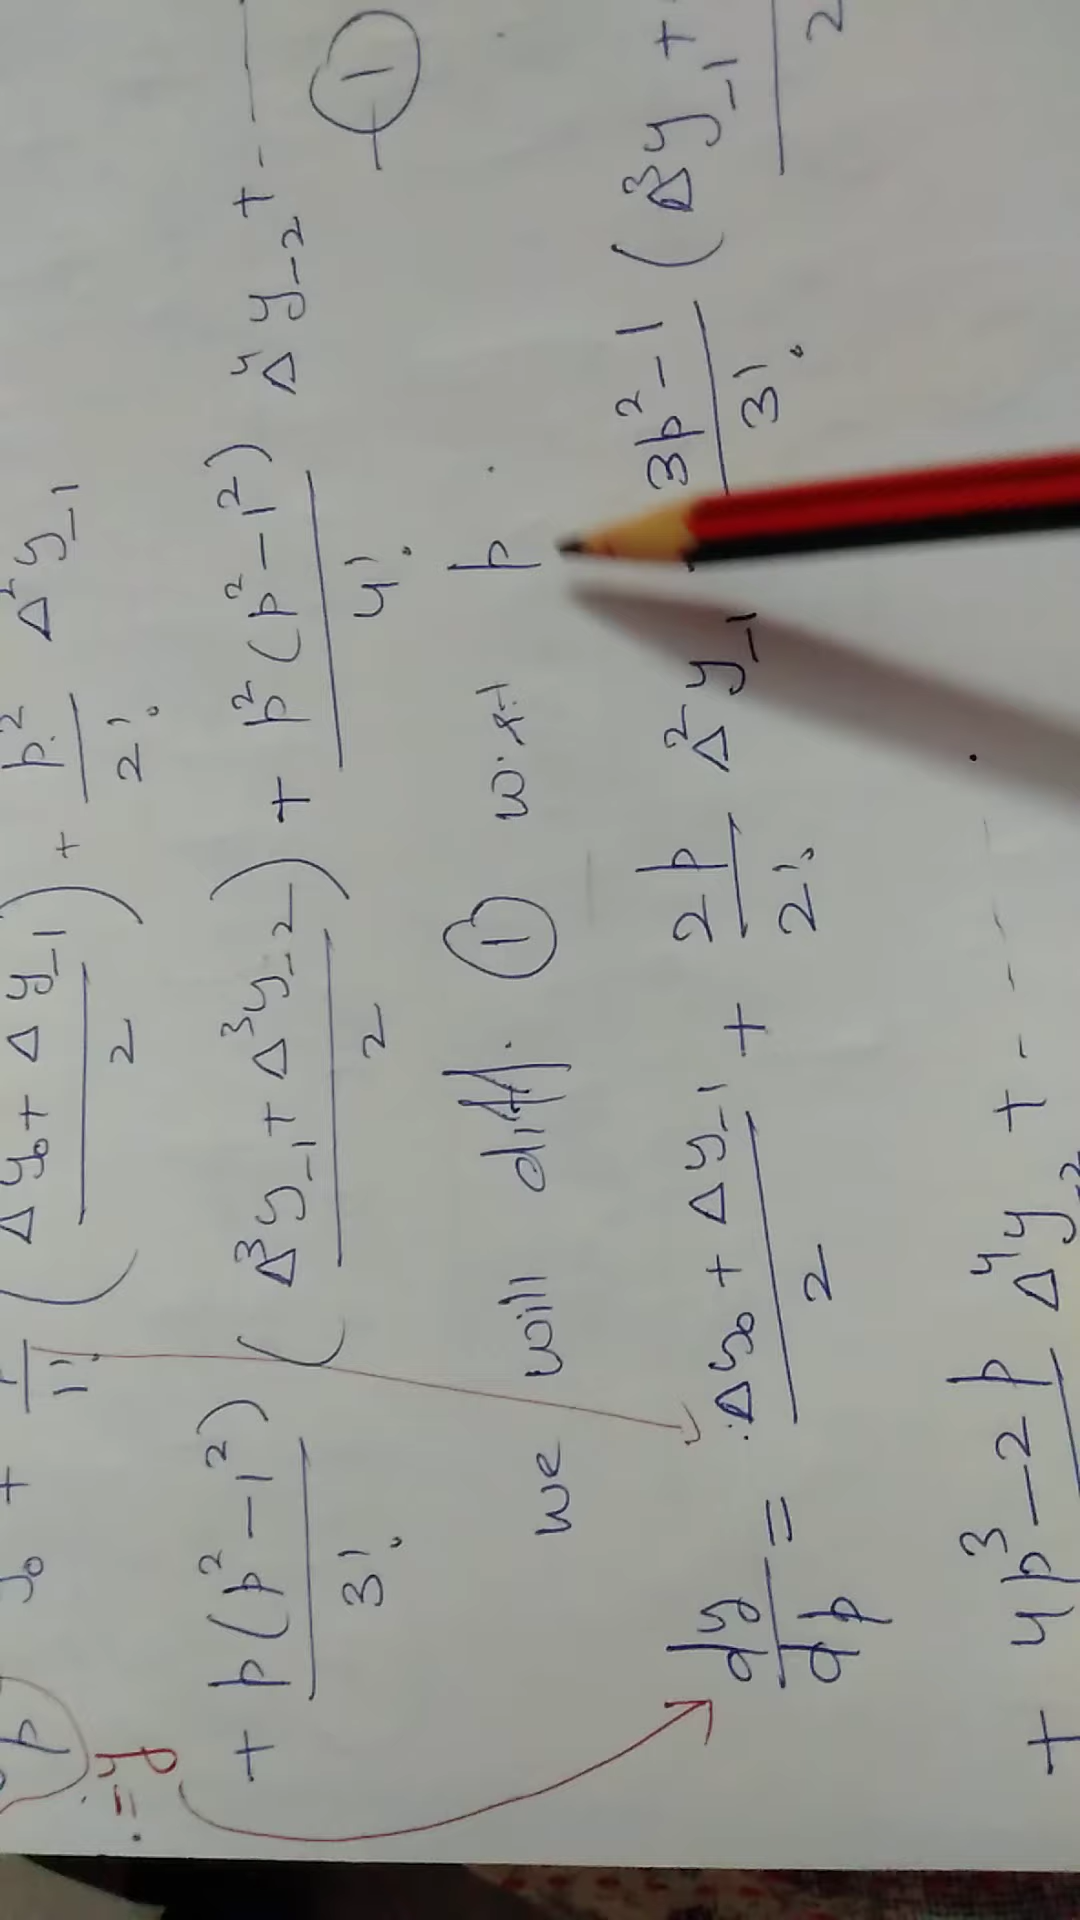 y₀ + /1! (Δy₀ + Δy₋₁ / 2) + p²/2! Δ²y₋₁
+ p(p² − 1²)/3! (Δ³y₋₁ + Δ³y₋₂ / 2) + p²(p² − 1²)/4! Δ⁴y₋₂ + - —
— ①
we will diff. ① w.r.t p
dy/dp = Δy₀ + Δy₋₁ / 2 + 2p/2! Δ²y₋₁ 3p² − 1 / 3! (Δ³y₋₁ + / 2
+ 4p³ − 2p Δ⁴y₋₂ + - - -